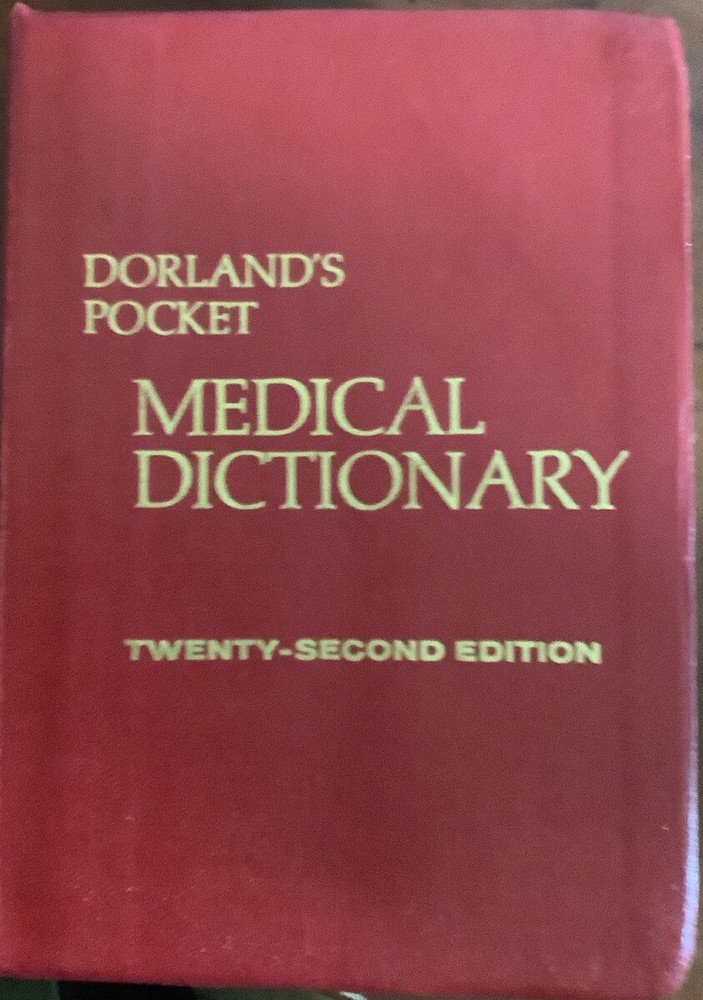 DORLAND'S
POCKET
MEDICAL
DICTIONARY
TWENTY-SECOND EDITION